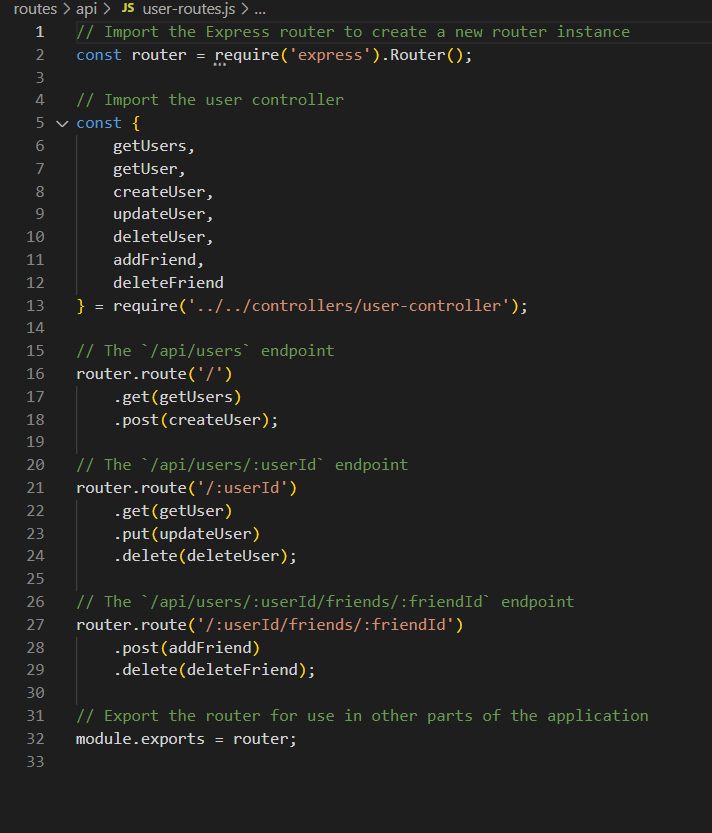 routes > api > JS user-routes.js > ...
1 // Import the Express router to create a new router instance
2 const router = require('express').Router();
3
4 // Import the user controller
5 const {
6     getUsers,
7     getUser,
8     createUser,
9     updateUser,
10     deleteUser,
11     addFriend,
12     deleteFriend
13 } = require('../../controllers/user-controller');
14
15 // The `/api/users` endpoint
16 router.route('/')
17     .get(getUsers)
18     .post(createUser);
19
20 // The `/api/users/:userId` endpoint
21 router.route('/:userId')
22     .get(getUser)
23     .put(updateUser)
24     .delete(deleteUser);
25
26 // The `/api/users/:userId/friends/:friendId` endpoint
27 router.route('/:userId/friends/:friendId')
28     .post(addFriend)
29     .delete(deleteFriend);
30
31 // Export the router for use in other parts of the application
32 module.exports = router;
33